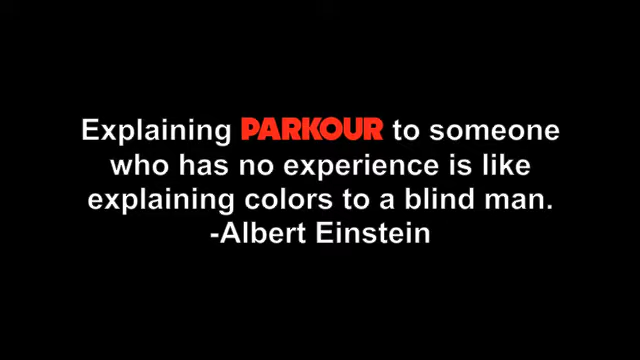 Explaining PARKOUR to someone
who has no experience is like
explaining colors to a blind man.
-Albert Einstein